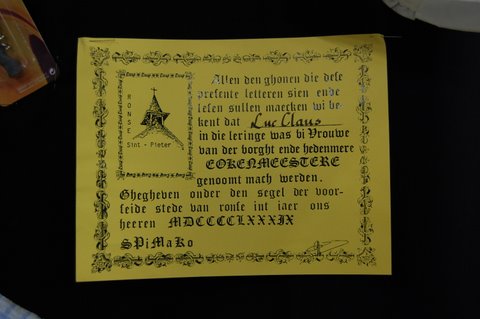 Allen den ghonen die dese
presente letteren sien ende
lesen sullen maecken wi be-
kent dat Luc Claus
in die leringe was bi Vrouwe
van der borght ende hedenmere
EOKENMEESTERE
genoomt mach werden.
Ghegheven onder den segel der voor-
seide stede van ronse int iaer ons
heeren MDCCCCLXXXIX
SPiMaKo
RONSE
Sint - Pieter